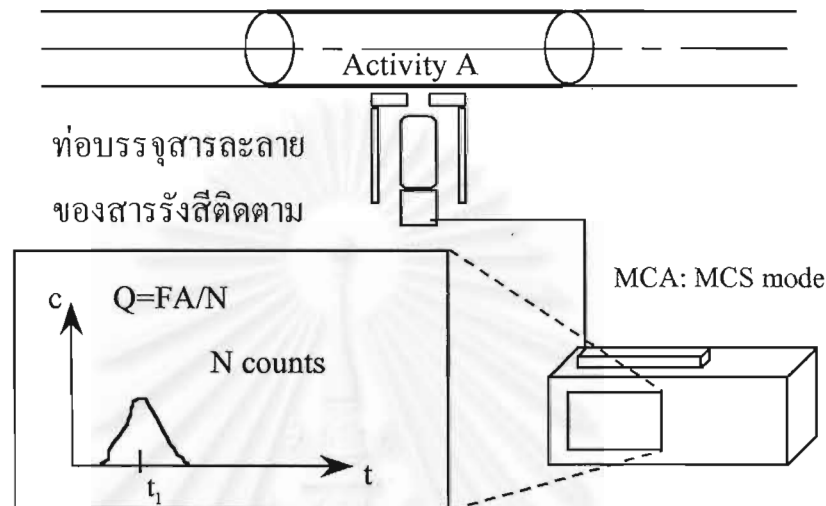 Activity A
ท่อบรรจุสารละลาย
ของสารรังสีติดตาม
MCA: MCS mode
Q=FA/N
c
N counts
t₁
t